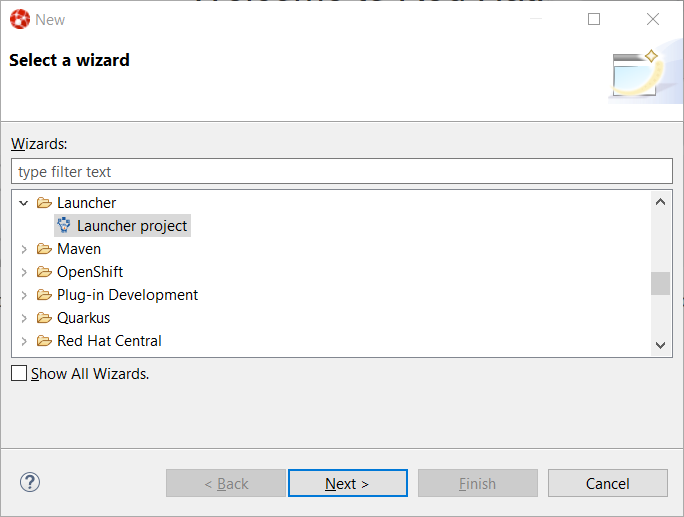 New
Select a wizard
Wizards:
type filter text
Launcher
Launcher project
Maven
OpenShift
Plug-in Development
Quarkus
Red Hat Central
Show All Wizards.
< Back
Next >
Finish
Cancel